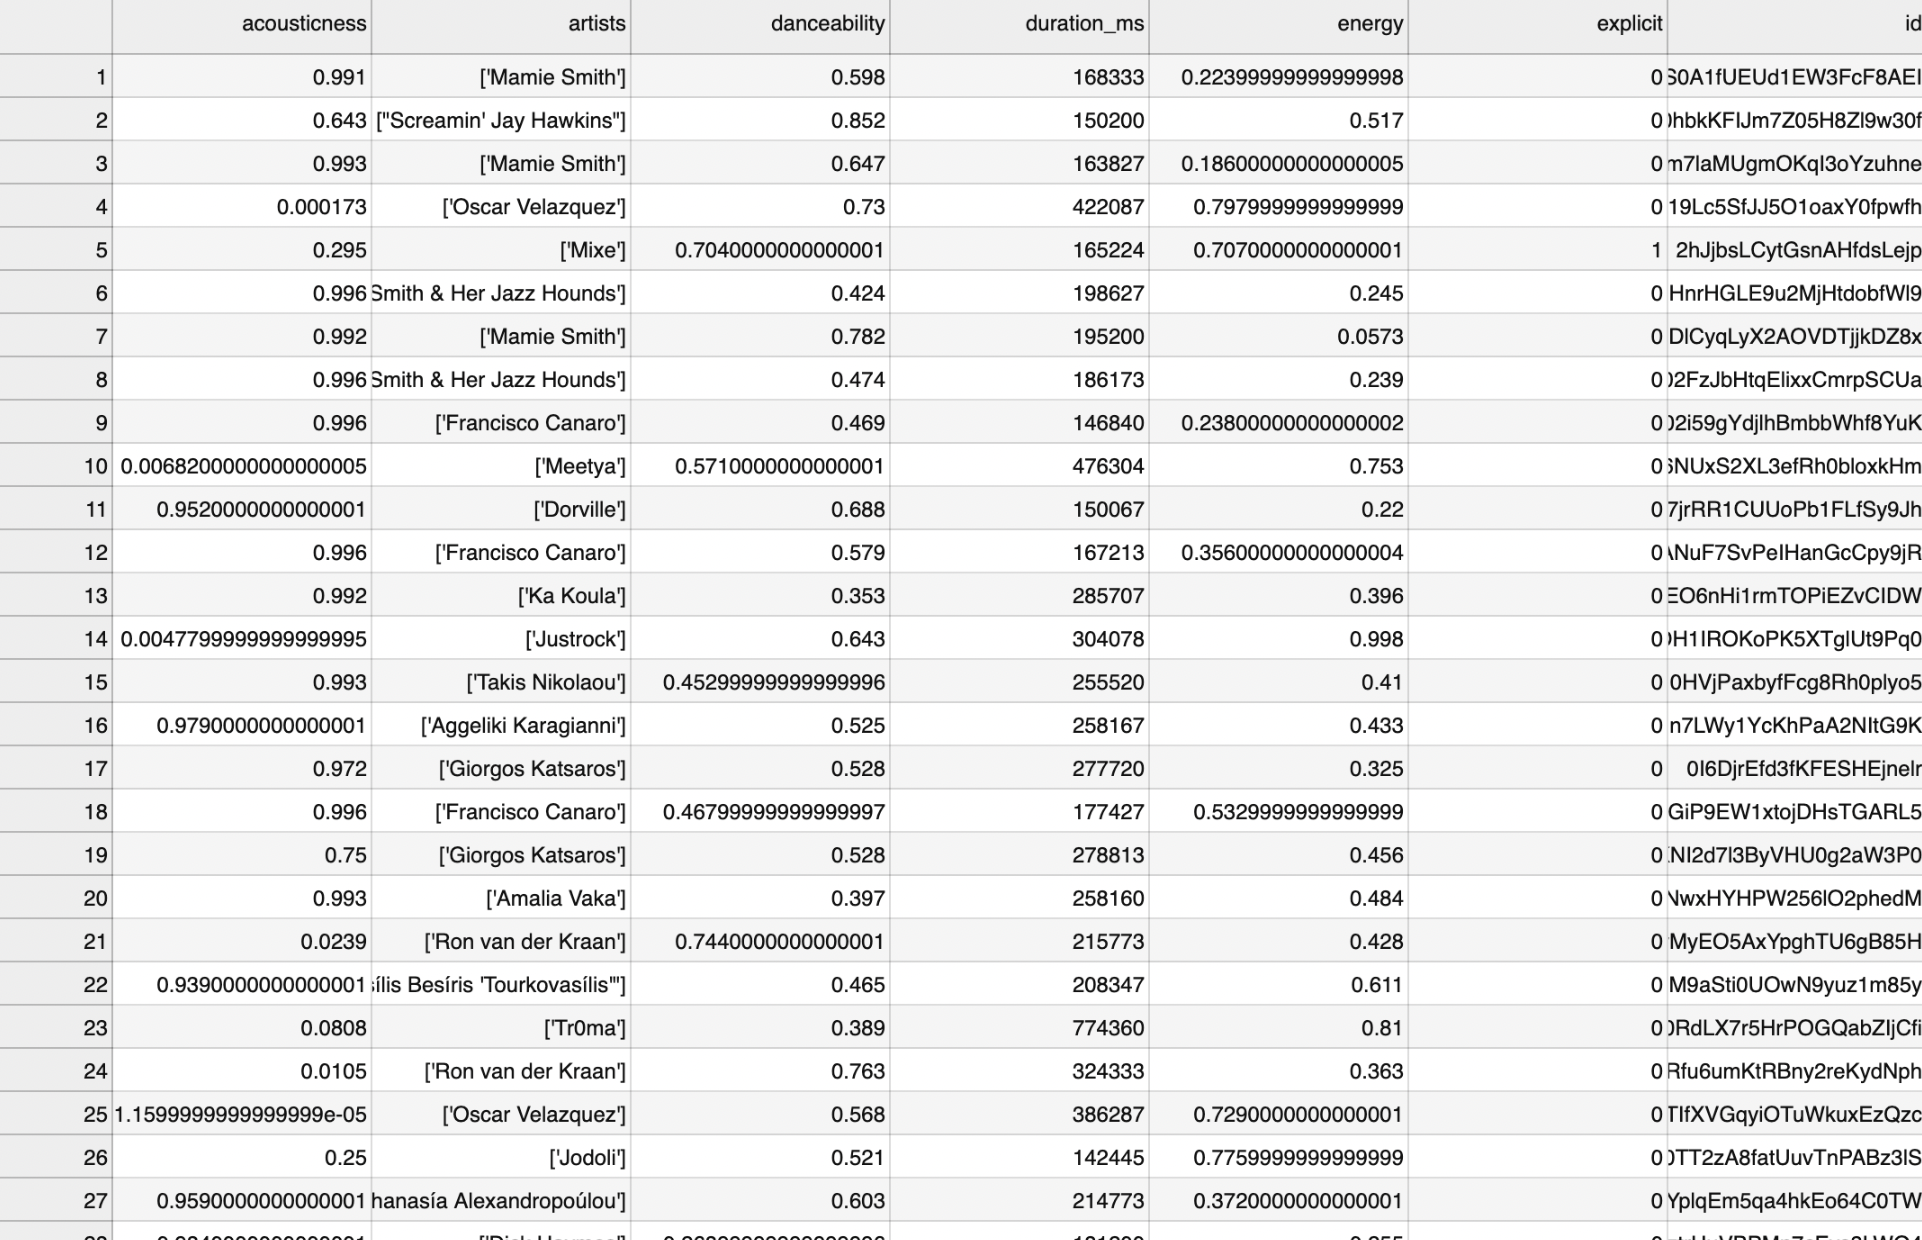 acousticness artists danceability duration_ms energy explicit id
1 0.991 ['Mamie Smith'] 0.598 168333 0.22399999999999998 0 S0A1fUEUd1EW3FcF8AEI
2 0.643 ["Screamin' Jay Hawkins"] 0.852 150200 0.517 0 hbkKFIJm7Z05H8Zl9w30f
3 0.993 ['Mamie Smith'] 0.647 163827 0.18600000000000005 0 m7laMUgmOKqI3oYzuhne
4 0.000173 ['Oscar Velazquez'] 0.73 422087 0.7979999999999999 0 19Lc5SfJJ5O1oaxY0fpwfh
5 0.295 ['Mixe'] 0.7040000000000001 165224 0.7070000000000001 1 2hJjbsLCytGsnAHfdsLejp
6 0.996 Smith & Her Jazz Hounds'] 0.424 198627 0.245 0 HnrHGLE9u2MjHtdobfWl9
7 0.992 ['Mamie Smith'] 0.782 195200 0.0573 0 DlCyqLyX2AOVDTjjkDZ8x
8 0.996 Smith & Her Jazz Hounds'] 0.474 186173 0.239 0 02FzJbHtqElixxCmrpSCUa
9 0.996 ['Francisco Canaro'] 0.469 146840 0.23800000000000002 0 02i59gYdjlhBmbbWhf8YuK
10 0.0068200000000000005 ['Meetya'] 0.5710000000000001 476304 0.753 0 NUxS2XL3efRh0bloxkHm
11 0.9520000000000001 ['Dorville'] 0.688 150067 0.22 0 7jrRR1CUUoPb1FLfSy9Jh
12 0.996 ['Francisco Canaro'] 0.579 167213 0.35600000000000004 0 NuF7SvPeIHanGcCpy9jR
13 0.992 ['Ka Koula'] 0.353 285707 0.396 0 EO6nHi1rmTOPiEZvCIDW
14 0.0047799999999999995 ['Justrock'] 0.643 304078 0.998 0 H1IROKoPK5XTglUt9Pq0
15 0.993 ['Takis Nikolaou'] 0.45299999999999996 255520 0.41 0 0HVjPaxbyfFcg8Rh0plyo5
16 0.9790000000000001 ['Aggeliki Karagianni'] 0.525 258167 0.433 0 n7LWy1YcKhPaA2NItG9K
17 0.972 ['Giorgos Katsaros'] 0.528 277720 0.325 0 0I6DjrEfd3fKFESHEjnelr
18 0.996 ['Francisco Canaro'] 0.46799999999999997 177427 0.5329999999999999 0 GiP9EW1xtojDHsTGARL5
19 0.75 ['Giorgos Katsaros'] 0.528 278813 0.456 0 NI2d7l3ByVHU0g2aW3P0
20 0.993 ['Amalia Vaka'] 0.397 258160 0.484 0 NwxHYHPW256lO2phedM
21 0.0239 ['Ron van der Kraan'] 0.7440000000000001 215773 0.428 0 MyEO5AxYpghTU6gB85H
22 0.9390000000000001 ílis Besíris 'Tourkovasílis'"] 0.465 208347 0.611 0 M9aSti0UOwN9yuz1m85y
23 0.0808 ['Tr0ma'] 0.389 774360 0.81 0 RdLX7r5HrPOGQabZIjCfi
24 0.0105 ['Ron van der Kraan'] 0.763 324333 0.363 0 Rfu6umKtRBny2reKydNph
25 1.1599999999999999e-05 ['Oscar Velazquez'] 0.568 386287 0.7290000000000001 0 TIfXVGqyiOTuWkuxEzQzc
26 0.25 ['Jodoli'] 0.521 142445 0.7759999999999999 0 TT2zA8fatUuvTnPABz3IS
27 0.9590000000000001 hanasía Alexandropoúlou'] 0.603 214773 0.3720000000000001 0 YplqEm5qa4hkEo64C0TW